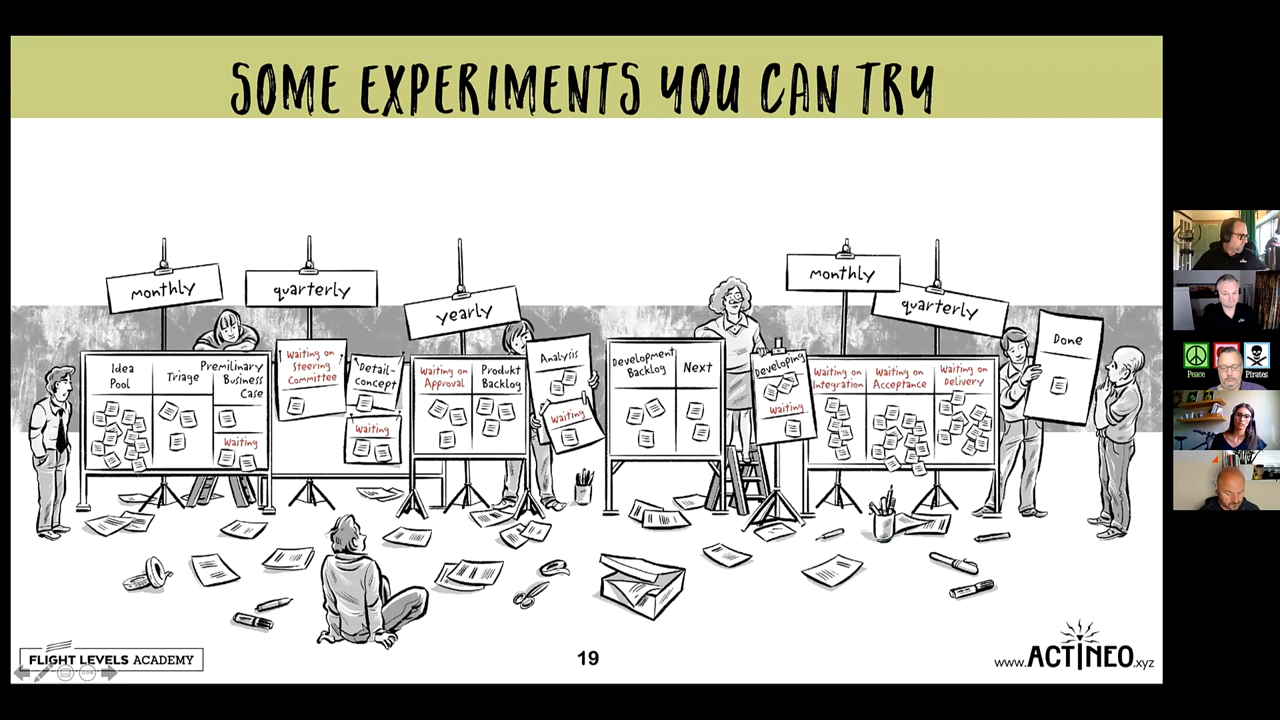 SOME EXPERIMENTS YOU CAN TRY
monthly
quarterly
yearly
monthly
quarterly
Idea
Pool
Triage
Premilinary
Business
Case
Waiting
Waiting on
Steering
Committee
Detail-
concept
Waiting
Waiting on
Approval
Produkt
Backlog
Analysis
Waiting
Development
Backlog
Next
Developing
Waiting
Waiting on
Integration
Waiting on
Acceptance
Waiting on
Delivery
Done
FLIGHT LEVELS ACADEMY
19
www.ACTINEO.xyz
Peace
Pirates